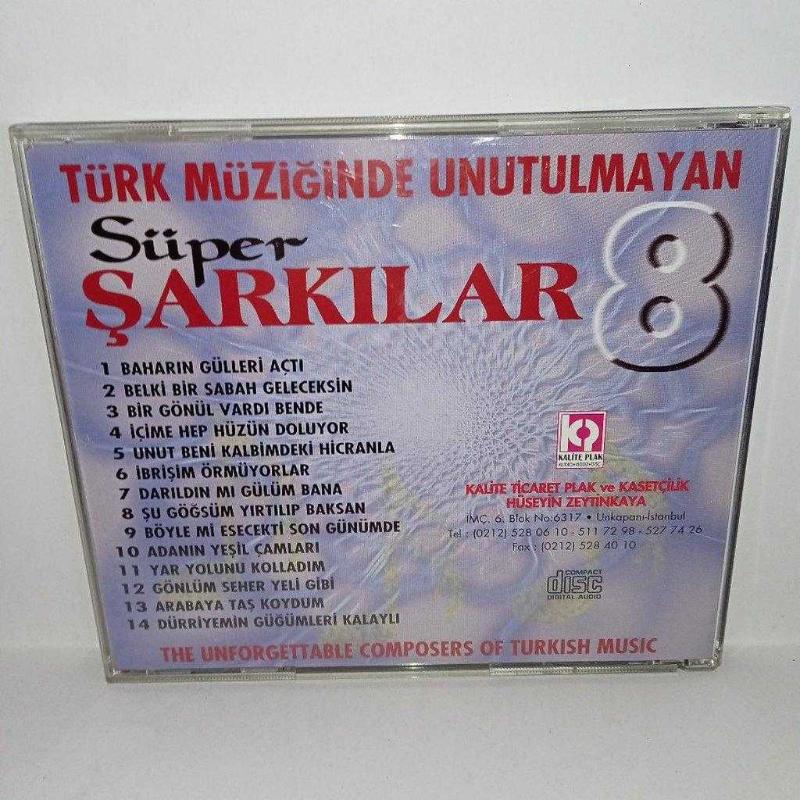 TÜRK MÜZİĞİNDE UNUTULMAYAN
Süper
ŞARKILAR 8
1 BAHARIN GÜLLERİ AÇTI
2 BELKİ BİR SABAH GELECEKSİN
3 BİR GÖNÜL VARDI BENDE
4 İÇİME HEP HÜZÜN DOLUYOR
5 UNUT BENİ KALBİMDEKİ HİCRANLA
6 İBRİŞİM ÖRMÜYORLAR
7 DARILDIN MI GÜLÜM BANA
8 ŞU GÖĞSÜM YIRTILIP BAKSAN
9 BÖYLE Mİ ESECEKTİ SON GÜNÜMDE
10 ADANIN YEŞİL ÇAMLARI
11 YAR YOLUNU KOLLADIM
12 GÖNLÜM SEHER YELİ GİBİ
13 ARABAYA TAŞ KOYDUM
14 DÜRRİYEMİN GÜĞÜMLERİ KALAYLI
KALİTE PLAK
AUDIO•VIDEO•DISC
KALİTE TİCARET PLAK ve KASETÇİLİK
HÜSEYİN ZEYTİNKAYA
İMÇ. 6. Blok No:6317 • Unkapanı-İstanbul
Tel : (0212) 528 06 10 - 511 72 98 - 527 74 26
Fax : (0212) 528 40 10
COMPACT
disc
DIGITAL AUDIO
THE UNFORGETTABLE COMPOSERS OF TURKISH MUSIC